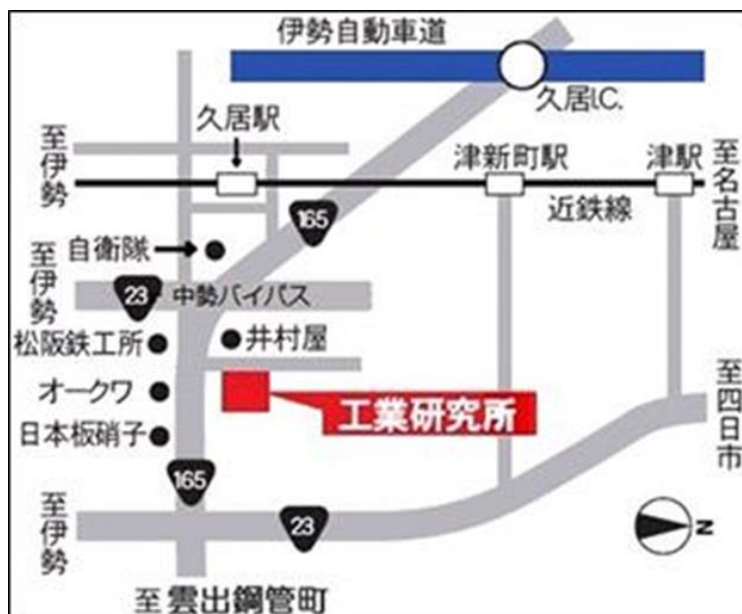 伊勢自動車道
久居I.C.
久居駅
至伊勢
津新町駅
津駅
至名古屋
近鉄線
165
自衛隊
至伊勢
23
中勢バイパス
松阪鉄工所
井村屋
オークワ
工業研究所
至四日市
日本板硝子
165
至伊勢
23
N
至 雲出鋼管町